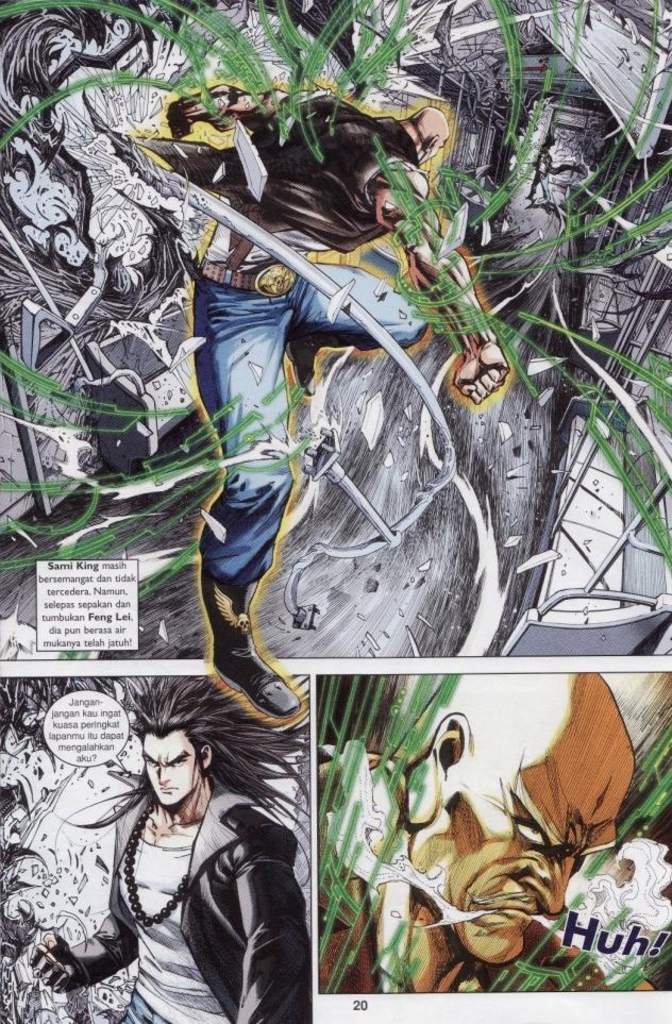 Sami King masih
bersemangat dan tidak
tercedera. Namun,
selepas sepakan dan
tumbukan Feng Lei,
dia pun berasa air
mukanya telah jatuh!
Jangan-
jangan kau ingat
kuasa peringkat
lapanmu itu dapat
mengalahkan
aku?
Huh!
20